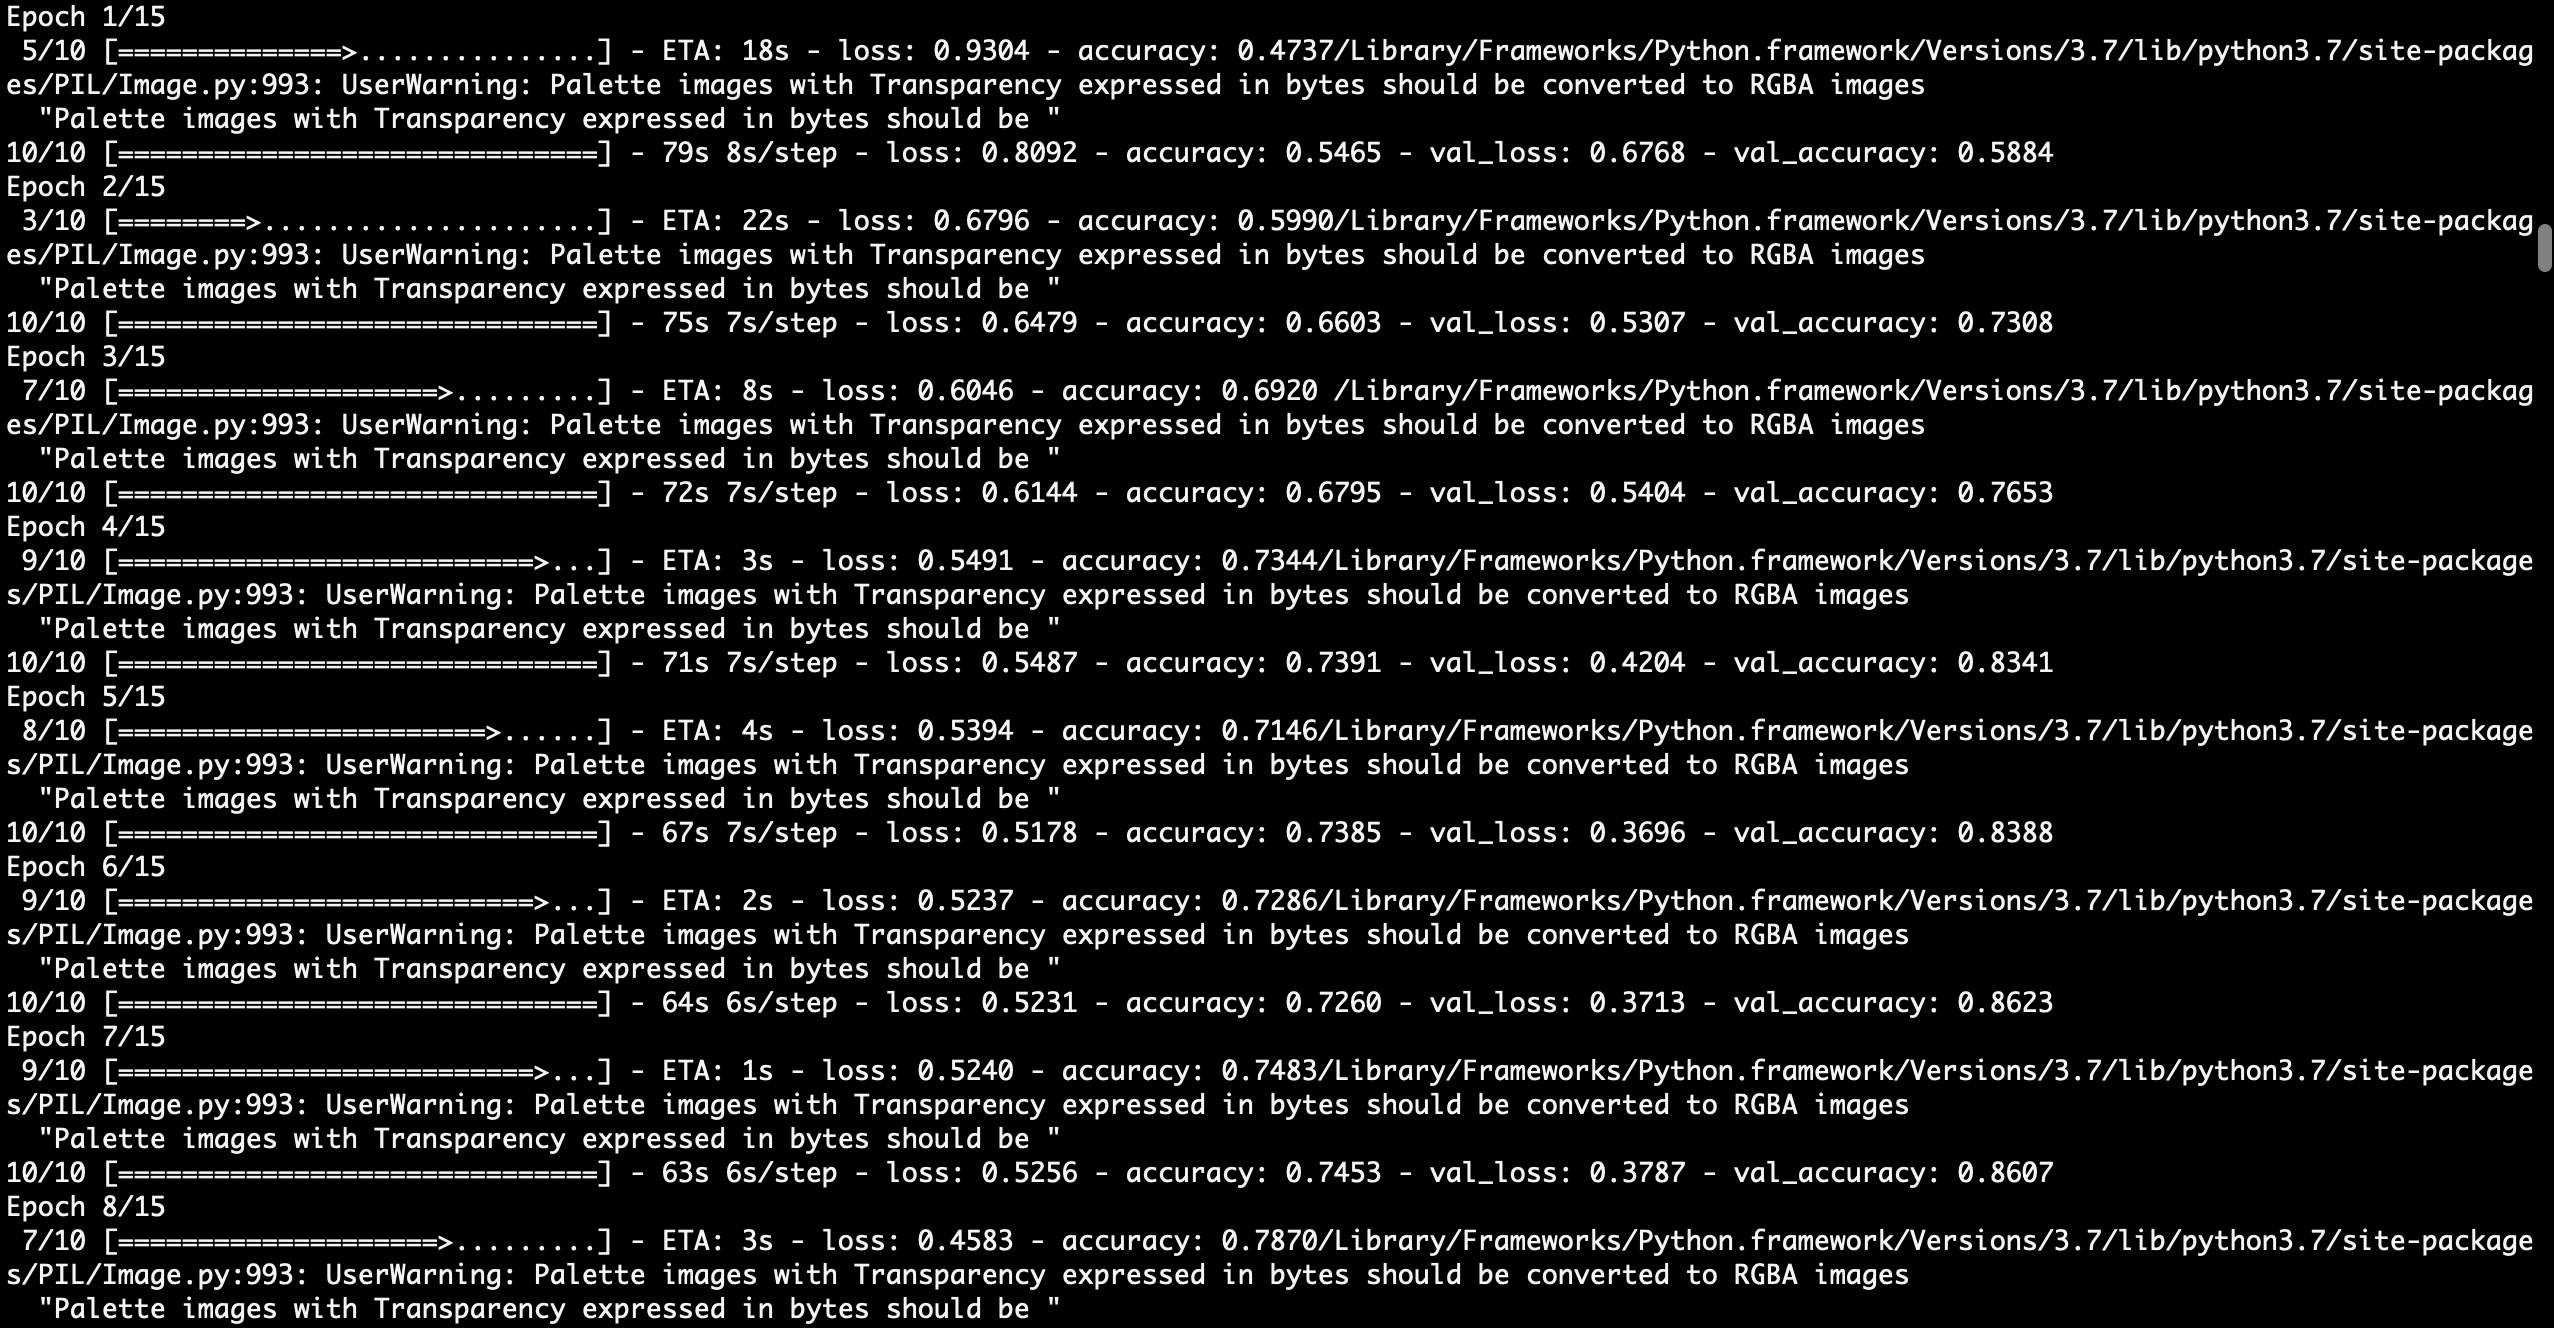 Epoch 1/15
 5/10 [==============>...............] - ETA: 18s - loss: 0.9304 - accuracy: 0.4737/Library/Frameworks/Python.framework/Versions/3.7/lib/python3.7/site-packag
es/PIL/Image.py:993: UserWarning: Palette images with Transparency expressed in bytes should be converted to RGBA images
  "Palette images with Transparency expressed in bytes should be "
10/10 [==============================] - 79s 8s/step - loss: 0.8092 - accuracy: 0.5465 - val_loss: 0.6768 - val_accuracy: 0.5884
Epoch 2/15
 3/10 [========>.....................] - ETA: 22s - loss: 0.6796 - accuracy: 0.5990/Library/Frameworks/Python.framework/Versions/3.7/lib/python3.7/site-packag
es/PIL/Image.py:993: UserWarning: Palette images with Transparency expressed in bytes should be converted to RGBA images
  "Palette images with Transparency expressed in bytes should be "
10/10 [==============================] - 75s 7s/step - loss: 0.6479 - accuracy: 0.6603 - val_loss: 0.5307 - val_accuracy: 0.7308
Epoch 3/15
 7/10 [====================>.........] - ETA: 8s - loss: 0.6046 - accuracy: 0.6920 /Library/Frameworks/Python.framework/Versions/3.7/lib/python3.7/site-packag
es/PIL/Image.py:993: UserWarning: Palette images with Transparency expressed in bytes should be converted to RGBA images
  "Palette images with Transparency expressed in bytes should be "
10/10 [==============================] - 72s 7s/step - loss: 0.6144 - accuracy: 0.6795 - val_loss: 0.5404 - val_accuracy: 0.7653
Epoch 4/15
 9/10 [==========================>...] - ETA: 3s - loss: 0.5491 - accuracy: 0.7344/Library/Frameworks/Python.framework/Versions/3.7/lib/python3.7/site-package
s/PIL/Image.py:993: UserWarning: Palette images with Transparency expressed in bytes should be converted to RGBA images
  "Palette images with Transparency expressed in bytes should be "
10/10 [==============================] - 71s 7s/step - loss: 0.5487 - accuracy: 0.7391 - val_loss: 0.4204 - val_accuracy: 0.8341
Epoch 5/15
 8/10 [=======================>......] - ETA: 4s - loss: 0.5394 - accuracy: 0.7146/Library/Frameworks/Python.framework/Versions/3.7/lib/python3.7/site-package
s/PIL/Image.py:993: UserWarning: Palette images with Transparency expressed in bytes should be converted to RGBA images
  "Palette images with Transparency expressed in bytes should be "
10/10 [==============================] - 67s 7s/step - loss: 0.5178 - accuracy: 0.7385 - val_loss: 0.3696 - val_accuracy: 0.8388
Epoch 6/15
 9/10 [==========================>...] - ETA: 2s - loss: 0.5237 - accuracy: 0.7286/Library/Frameworks/Python.framework/Versions/3.7/lib/python3.7/site-package
s/PIL/Image.py:993: UserWarning: Palette images with Transparency expressed in bytes should be converted to RGBA images
  "Palette images with Transparency expressed in bytes should be "
10/10 [==============================] - 64s 6s/step - loss: 0.5231 - accuracy: 0.7260 - val_loss: 0.3713 - val_accuracy: 0.8623
Epoch 7/15
 9/10 [==========================>...] - ETA: 1s - loss: 0.5240 - accuracy: 0.7483/Library/Frameworks/Python.framework/Versions/3.7/lib/python3.7/site-package
s/PIL/Image.py:993: UserWarning: Palette images with Transparency expressed in bytes should be converted to RGBA images
  "Palette images with Transparency expressed in bytes should be "
10/10 [==============================] - 63s 6s/step - loss: 0.5256 - accuracy: 0.7453 - val_loss: 0.3787 - val_accuracy: 0.8607
Epoch 8/15
 7/10 [====================>.........] - ETA: 3s - loss: 0.4583 - accuracy: 0.7870/Library/Frameworks/Python.framework/Versions/3.7/lib/python3.7/site-package
s/PIL/Image.py:993: UserWarning: Palette images with Transparency expressed in bytes should be converted to RGBA images
  "Palette images with Transparency expressed in bytes should be "